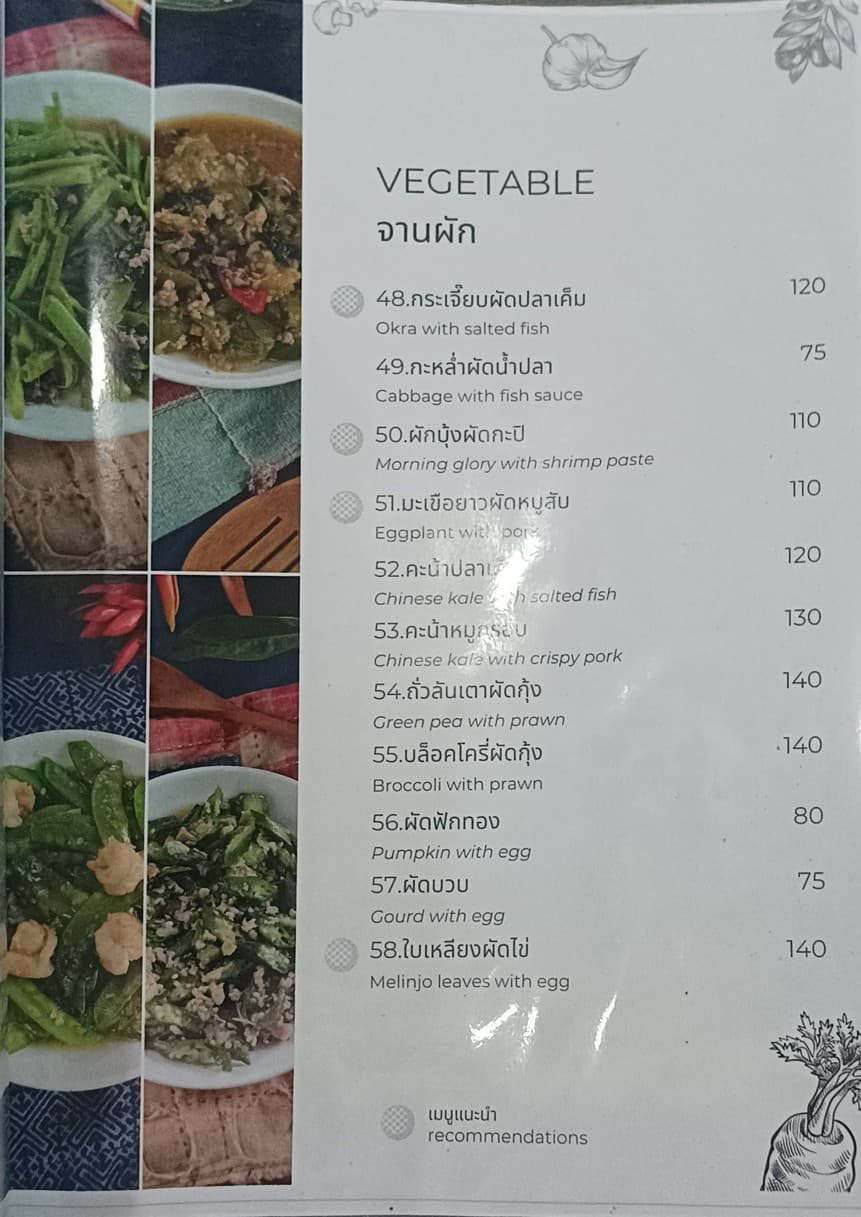 VEGETABLE
จานผัก
48.กระเจี๊ยบผัดปลาเค็ม 120
Okra with salted fish
49.กะหล่ำผัดน้ำปลา 75
Cabbage with fish sauce
50.ผักบุ้งผัดกะปิ 110
Morning glory with shrimp paste
51.มะเขือยาวผัดหมูสับ 110
Eggplant with pork
52.คะน้าปลา 120
Chinese kale with salted fish
53.คะน้าหมูกรอบ 130
Chinese kale with crispy pork
54.ถั่วลันเตาผัดกุ้ง 140
Green pea with prawn
55.บล็อคโครี่ผัดกุ้ง 140
Broccoli with prawn
56.ผัดฟักทอง 80
Pumpkin with egg
57.ผัดบวบ 75
Gourd with egg
58.ใบเหลียงผัดไข่ 140
Melinjo leaves with egg
เมนูแนะนำ
recommendations